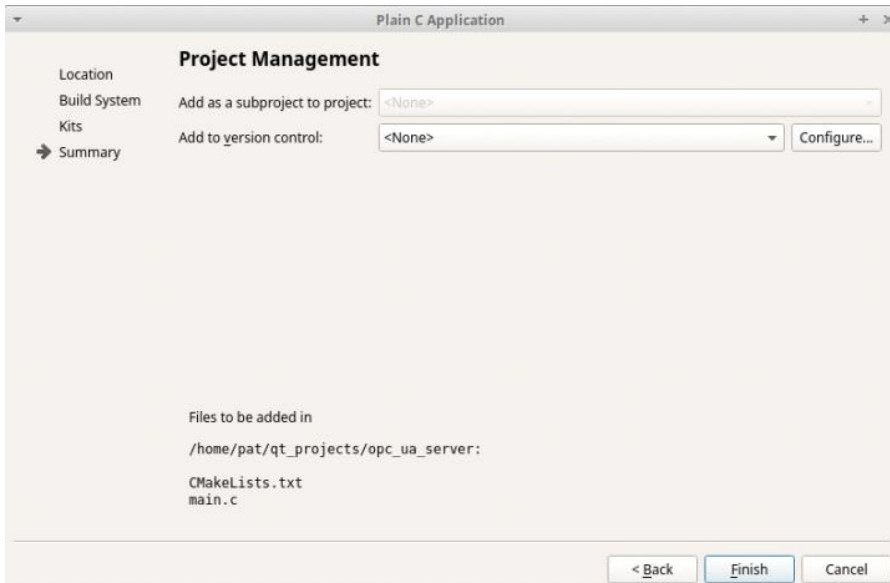 Plain C Application
Location
Build System
Kits
Summary
Project Management
Add as a subproject to project: <None>
Add to version control: <None> Configure...
Files to be added in
/home/pat/qt_projects/opc_ua_server:
CMakeLists.txt
main.c
< Back Finish Cancel